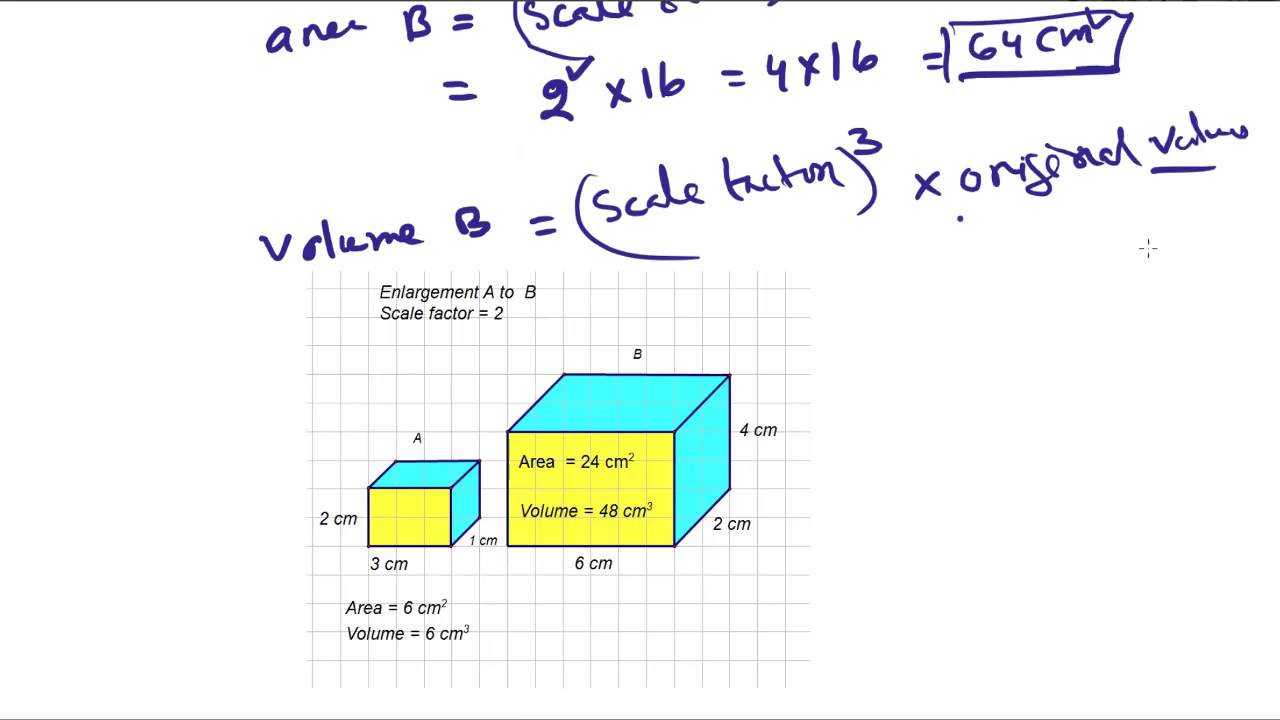 area B = (Scale
= 2² × 16 = 4 × 16 = 64 cm²
Volume B = (Scale factor)³ × original
Enlargement A to B
Scale factor = 2
B
4 cm
A
Area = 24 cm²
Volume = 48 cm³
2 cm
2 cm
1 cm
3 cm
6 cm
Area = 6 cm²
Volume = 6 cm³